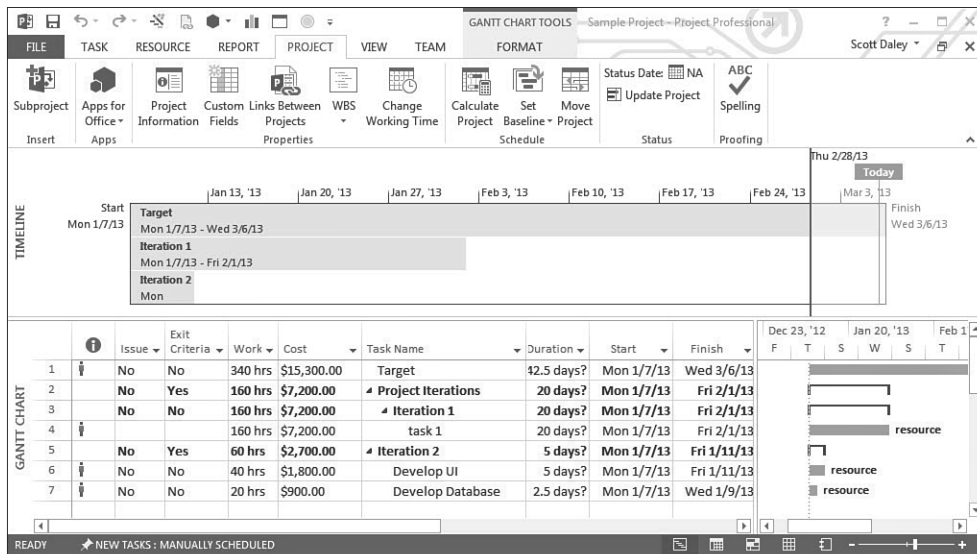 GANTT CHART TOOLS Sample Project - Project Professional ?
FILE TASK RESOURCE REPORT PROJECT VIEW TEAM FORMAT Scott Daley
Subproject
Insert
Apps for Office
Apps
Project Information
Custom Fields
Links Between Projects
WBS
Change Working Time
Properties
Calculate Project
Set Baseline
Move Project
Schedule
Status Date: NA
Update Project
Status
ABC
Spelling
Proofing
TIMELINE
Thu 2/28/13
Today
Jan 13, '13 Jan 20, '13 Jan 27, '13 Feb 3, '13 Feb 10, '13 Feb 17, '13 Feb 24, '13 Mar 3, '13
Start
Mon 1/7/13
Target
Mon 1/7/13 - Wed 3/6/13
Iteration 1
Mon 1/7/13 - Fri 2/1/13
Iteration 2
Mon
Finish
Wed 3/6/13
GANTT CHART
Issue Exit Criteria Work Cost Task Name Duration Start Finish
1 No No 340 hrs $15,300.00 Target 42.5 days? Mon 1/7/13 Wed 3/6/13
2 No Yes 160 hrs $7,200.00 Project Iterations 20 days? Mon 1/7/13 Fri 2/1/13
3 No No 160 hrs $7,200.00 Iteration 1 20 days? Mon 1/7/13 Fri 2/1/13
4 160 hrs $7,200.00 task 1 20 days? Mon 1/7/13 Fri 2/1/13
5 No Yes 60 hrs $2,700.00 Iteration 2 5 days? Mon 1/7/13 Fri 1/11/13
6 No No 40 hrs $1,800.00 Develop UI 5 days? Mon 1/7/13 Fri 1/11/13
7 No No 20 hrs $900.00 Develop Database 2.5 days? Mon 1/7/13 Wed 1/9/13
Dec 23, '12 Jan 20, '13 Feb 1
F T S W S T
resource
resource
resource
READY NEW TASKS : MANUALLY SCHEDULED